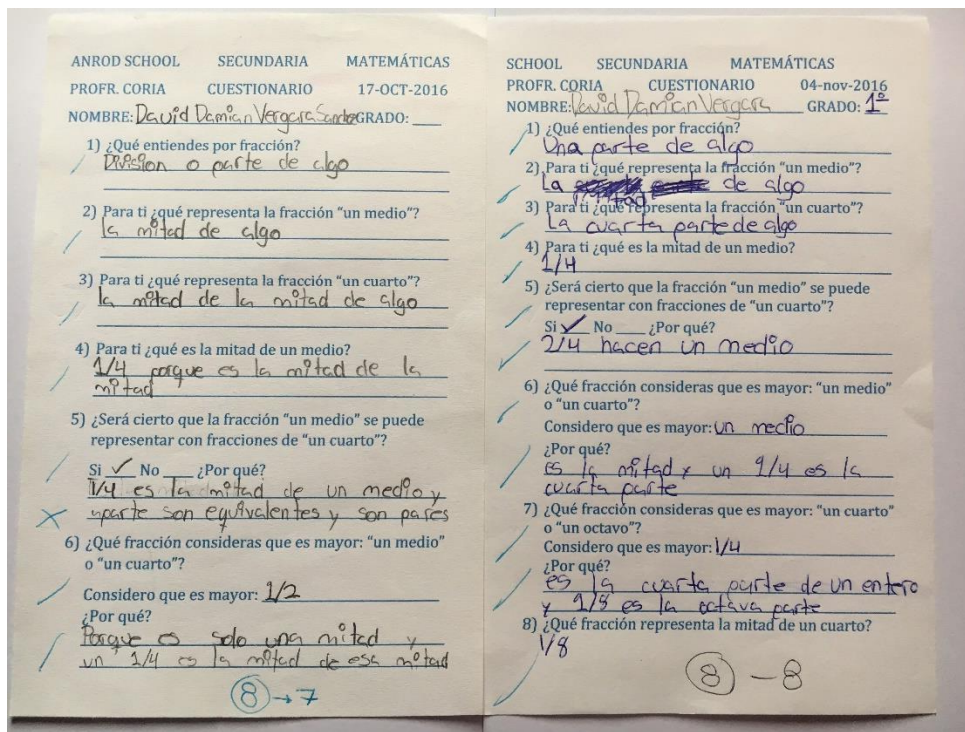 ANROD SCHOOL SECUNDARIA MATEMÁTICAS
PROFR. CORIA CUESTIONARIO 17-OCT-2016
NOMBRE: David Damian Vergara GRADO: ___
1) ¿Qué entiendes por fracción?
Division o parte de algo
2) Para ti ¿qué representa la fracción "un medio"?
la mitad de algo
3) Para ti ¿qué representa la fracción "un cuarto"?
la mitad de la mitad de algo
4) Para ti ¿qué es la mitad de un medio?
1/4 porque es la mitad de la
mitad
5) ¿Será cierto que la fracción "un medio" se puede
representar con fracciones de "un cuarto"?
Si ✓ No ___ ¿Por qué?
1/4 es la mitad de un medio y
aparte son equivalentes y son pares
6) ¿Qué fracción consideras que es mayor: "un medio"
o "un cuarto"?
Considero que es mayor: 1/2
¿Por qué?
Porque es solo una mitad y
un 1/4 es la mitad de esa mitad
8 → 7
SCHOOL SECUNDARIA MATEMÁTICAS
PROFR. CORIA CUESTIONARIO 04-nov-2016
NOMBRE: David Damian Vergara GRADO: 1°
1) ¿Qué entiendes por fracción?
Una parte de algo
2) Para ti ¿qué representa la fracción "un medio"?
La mitad de algo
3) Para ti ¿qué representa la fracción "un cuarto"?
La cuarta parte de algo
4) Para ti ¿qué es la mitad de un medio?
1/4
5) ¿Será cierto que la fracción "un medio" se puede
representar con fracciones de "un cuarto"?
Si ✓ No ___ ¿Por qué?
2/4 hacen un medio
6) ¿Qué fracción consideras que es mayor: "un medio"
o "un cuarto"?
Considero que es mayor: un medio
¿Por qué?
es la mitad y un 1/4 es la
cuarta parte
7) ¿Qué fracción consideras que es mayor: "un cuarto"
o "un octavo"?
Considero que es mayor: 1/4
¿Por qué?
es la cuarta parte de un entero
y 1/8 es la octava parte
8) ¿Qué fracción representa la mitad de un cuarto?
1/8
8 – 8